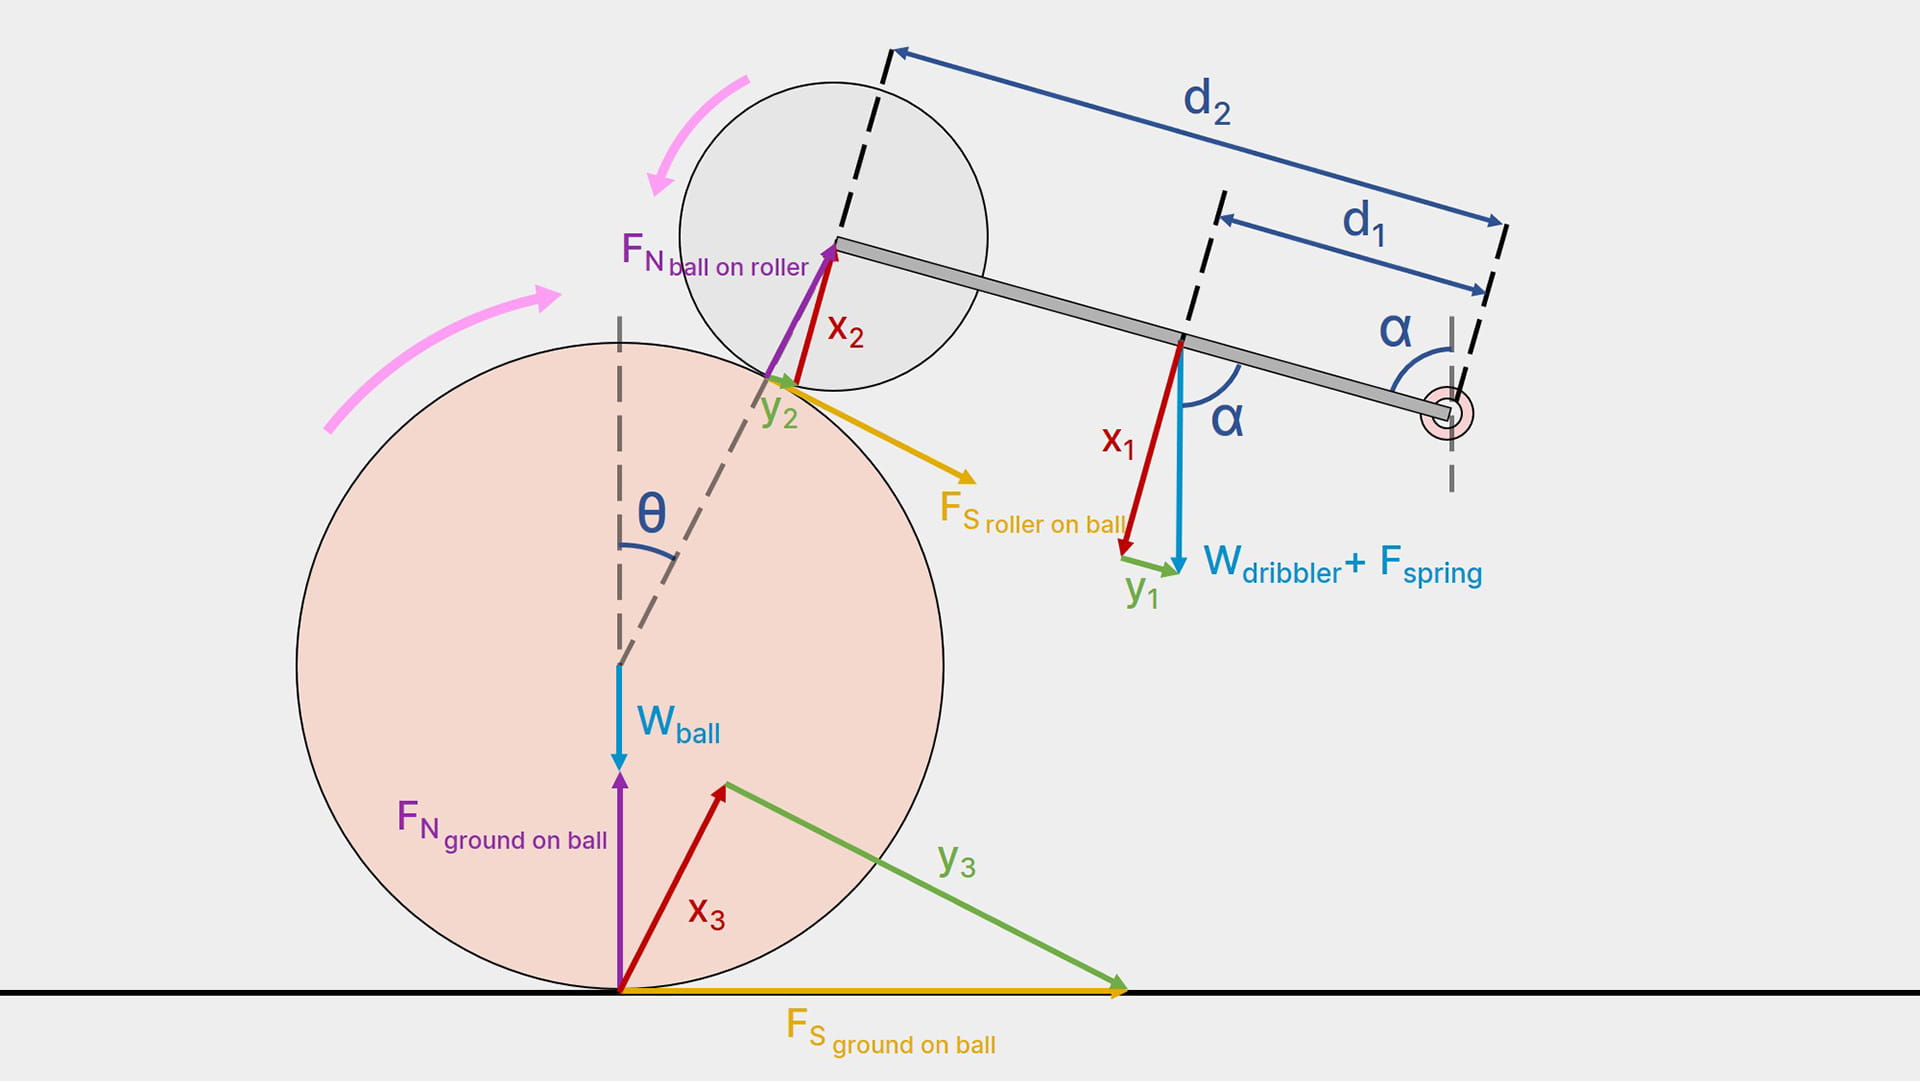 d2
d1
FN ball on roller
x2
α
y2
α
x1
θ
FS roller on ball
Wdribbler+ Fspring
y1
Wball
FN ground on ball
y3
x3
FS ground on ball